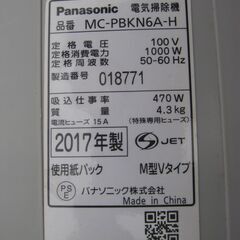 Panasonic 電気掃除機
品番 MC-PBKN6A-H
定格電圧 100 V
定格消費電力 1000 W
定格周波数 50-60 Hz
製造番号 018771
吸込仕事率 470 W
質量 4.3 kg
電流ヒューズ 15 A (特殊専用ヒューズ)
2017年製
S JET
使用紙パック M型Vタイプ
PS E
パナソニック株式会社
Made in China